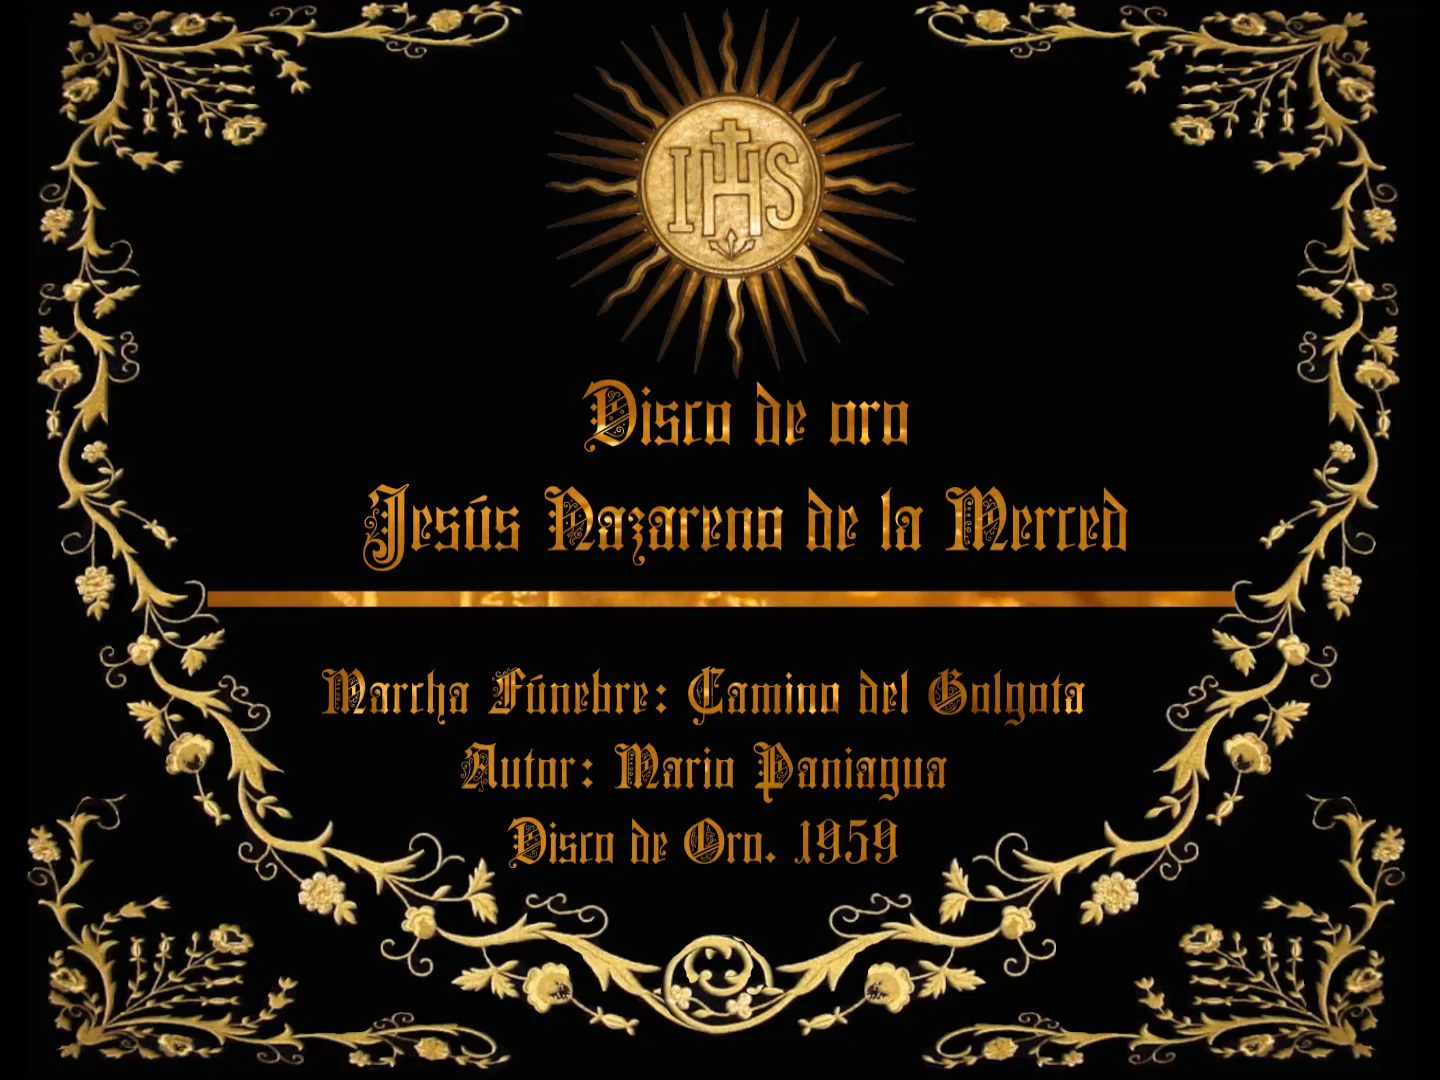 IHS
Disco de oro
Jesús Nazareno de la Merced
Marcha Fúnebre: Camino del Golgota
Autor: Mario Paniagua
Disco de Oro. 1959